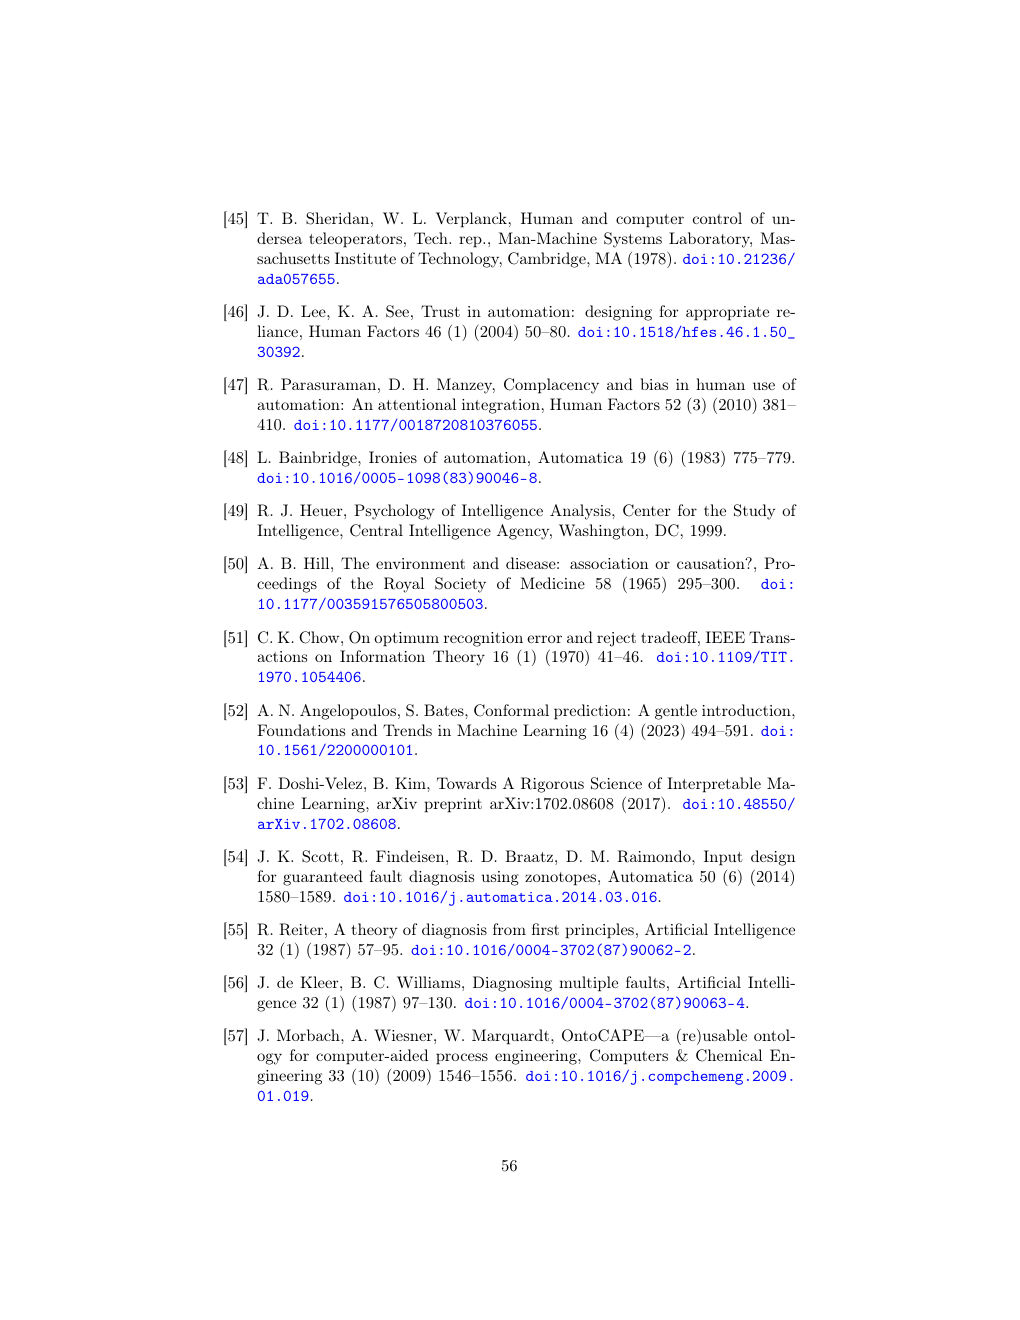 [45] T. B. Sheridan, W. L. Verplanck, Human and computer control of un-
dersea teleoperators, Tech. rep., Man-Machine Systems Laboratory, Mas-
sachusetts Institute of Technology, Cambridge, MA (1978). doi:10.21236/
ada057655.
[46] J. D. Lee, K. A. See, Trust in automation: designing for appropriate re-
liance, Human Factors 46 (1) (2004) 50–80. doi:10.1518/hfes.46.1.50_
30392.
[47] R. Parasuraman, D. H. Manzey, Complacency and bias in human use of
automation: An attentional integration, Human Factors 52 (3) (2010) 381–
410. doi:10.1177/0018720810376055.
[48] L. Bainbridge, Ironies of automation, Automatica 19 (6) (1983) 775–779.
doi:10.1016/0005-1098(83)90046-8.
[49] R. J. Heuer, Psychology of Intelligence Analysis, Center for the Study of
Intelligence, Central Intelligence Agency, Washington, DC, 1999.
[50] A. B. Hill, The environment and disease: association or causation?, Pro-
ceedings of the Royal Society of Medicine 58 (1965) 295–300. doi:
10.1177/003591576505800503.
[51] C. K. Chow, On optimum recognition error and reject tradeoff, IEEE Trans-
actions on Information Theory 16 (1) (1970) 41–46. doi:10.1109/TIT.
1970.1054406.
[52] A. N. Angelopoulos, S. Bates, Conformal prediction: A gentle introduction,
Foundations and Trends in Machine Learning 16 (4) (2023) 494–591. doi:
10.1561/2200000101.
[53] F. Doshi-Velez, B. Kim, Towards A Rigorous Science of Interpretable Ma-
chine Learning, arXiv preprint arXiv:1702.08608 (2017). doi:10.48550/
arXiv.1702.08608.
[54] J. K. Scott, R. Findeisen, R. D. Braatz, D. M. Raimondo, Input design
for guaranteed fault diagnosis using zonotopes, Automatica 50 (6) (2014)
1580–1589. doi:10.1016/j.automatica.2014.03.016.
[55] R. Reiter, A theory of diagnosis from first principles, Artificial Intelligence
32 (1) (1987) 57–95. doi:10.1016/0004-3702(87)90062-2.
[56] J. de Kleer, B. C. Williams, Diagnosing multiple faults, Artificial Intelli-
gence 32 (1) (1987) 97–130. doi:10.1016/0004-3702(87)90063-4.
[57] J. Morbach, A. Wiesner, W. Marquardt, OntoCAPE—a (re)usable ontol-
ogy for computer-aided process engineering, Computers & Chemical En-
gineering 33 (10) (2009) 1546–1556. doi:10.1016/j.compchemeng.2009.
01.019.
56